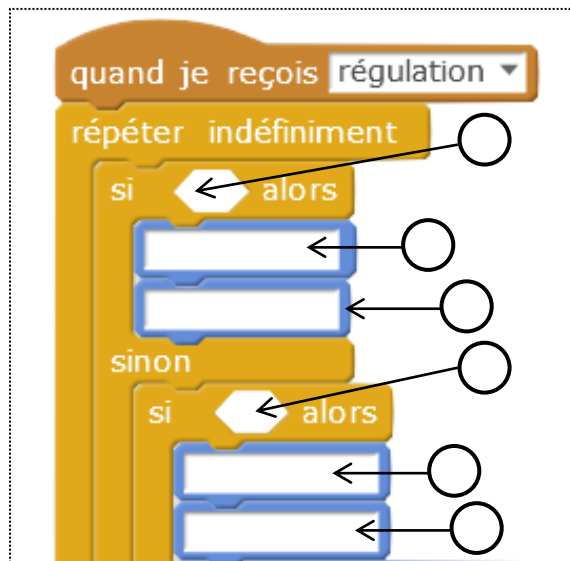 quand je reçois régulation
répéter indéfiniment
si alors
sinon
si alors